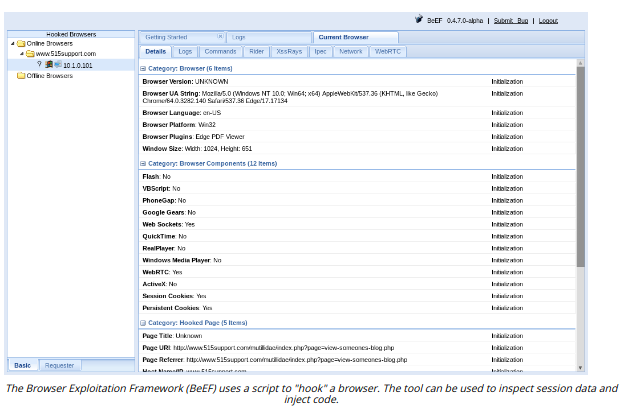 BeEF 0.4.7.0-alpha | Submit Bug | Logout
Hooked Browsers
Online Browsers
www.515support.com
10.1.0.101
Offline Browsers
Basic Requester
Getting Started Logs Current Browser
Details Logs Commands Rider XssRays Ipec Network WebRTC
Category: Browser (6 Items)
Browser Version: UNKNOWN Initialization
Browser UA String: Mozilla/5.0 (Windows NT 10.0; Win64; x64) AppleWebKit/537.36 (KHTML, like Gecko) Initialization
Chrome/64.0.3282.140 Safari/537.36 Edge/17.17134
Browser Language: en-US Initialization
Browser Platform: Win32 Initialization
Browser Plugins: Edge PDF Viewer Initialization
Window Size: Width: 1024, Height: 651 Initialization
Category: Browser Components (12 Items)
Flash: No Initialization
VBScript: No Initialization
PhoneGap: No Initialization
Google Gears: No Initialization
Web Sockets: Yes Initialization
QuickTime: No Initialization
RealPlayer: No Initialization
Windows Media Player: No Initialization
WebRTC: Yes Initialization
ActiveX: No Initialization
Session Cookies: Yes Initialization
Persistent Cookies: Yes Initialization
Category: Hooked Page (5 Items)
Page Title: Unknown Initialization
Page URI: http://www.515support.com/mutillidae/index.php?page=view-someones-blog.php Initialization
Page Referrer: http://www.515support.com/mutillidae/index.php?page=view-someones-blog.php Initialization
Host Name/IP: www.515support.com Initialization
The Browser Exploitation Framework (BeEF) uses a script to "hook" a browser. The tool can be used to inspect session data and
inject code.